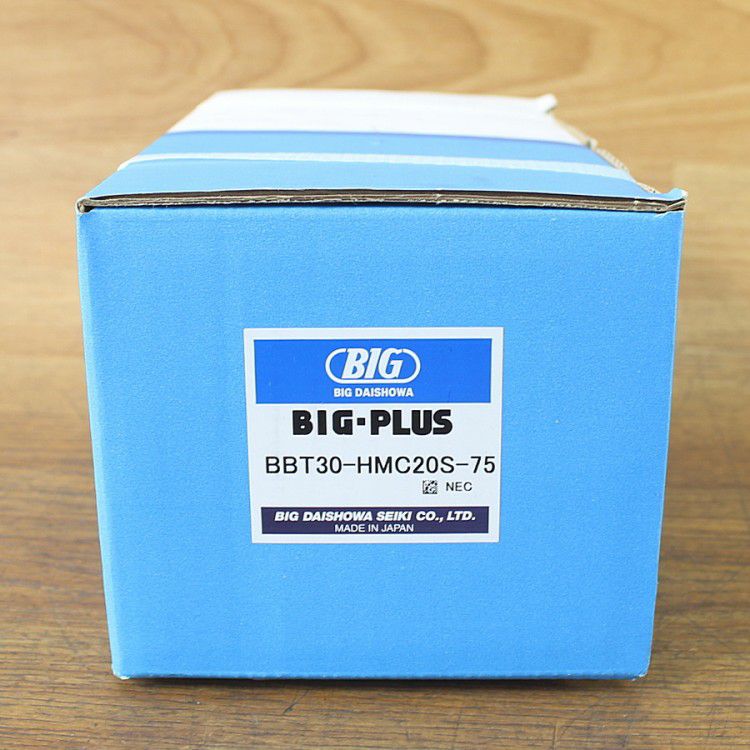 BIG
BIG DAISHOWA
BIG-PLUS
BBT30-HMC20S-75
NEC
BIG DAISHOWA SEIKI CO., LTD.
MADE IN JAPAN